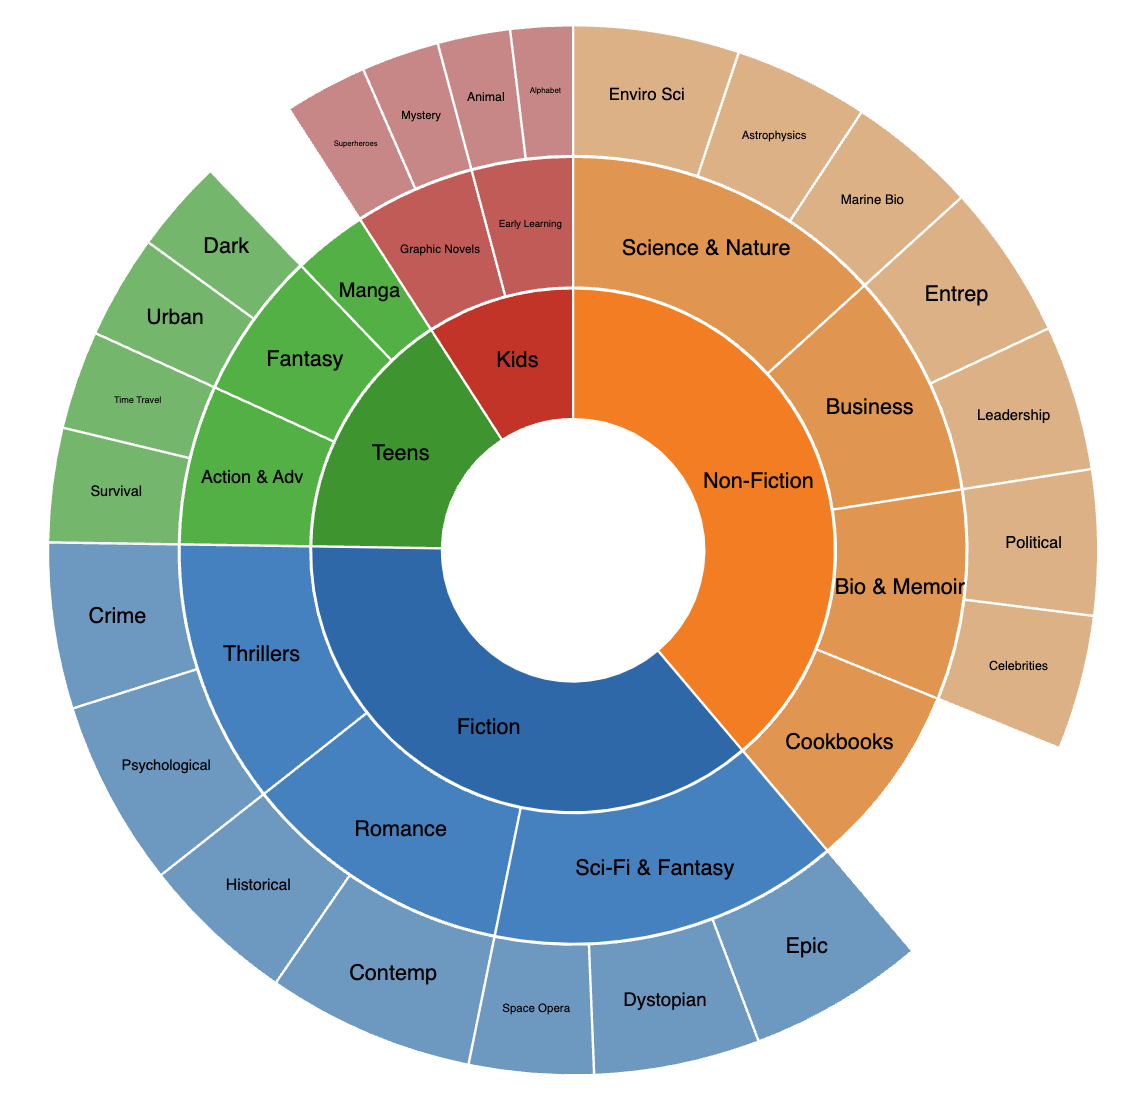 Alphabet
Enviro Sci
Animal
Mystery
Astrophysics
Superheroes
Marine Bio
Early Learning
Dark
Science & Nature
Graphic Novels
Manga
Entrep
Urban
Fantasy
Kids
Time Travel
Business
Leadership
Teens
Action & Adv
Non-Fiction
Survival
Political
Bio & Memoir
Crime
Thrillers
Celebrities
Fiction
Cookbooks
Psychological
Romance
Sci-Fi & Fantasy
Historical
Epic
Contemp
Dystopian
Space Opera